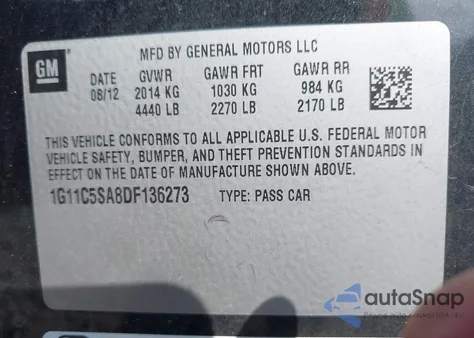 MFD BY GENERAL MOTORS LLC
GM
DATE GVWR GAWR FRT GAWR RR
08/12 2014 KG 1030 KG 984 KG
4440 LB 2270 LB 2170 LB
THIS VEHICLE CONFORMS TO ALL APPLICABLE U.S. FEDERAL MOTOR
VEHICLE SAFETY, BUMPER, AND THEFT PREVENTION STANDARDS IN
EFFECT ON THE DATE OF MANUFACTURE SHOWN ABOVE.
1G11C5SA8DF136273 TYPE: PASS CAR
autoSnap